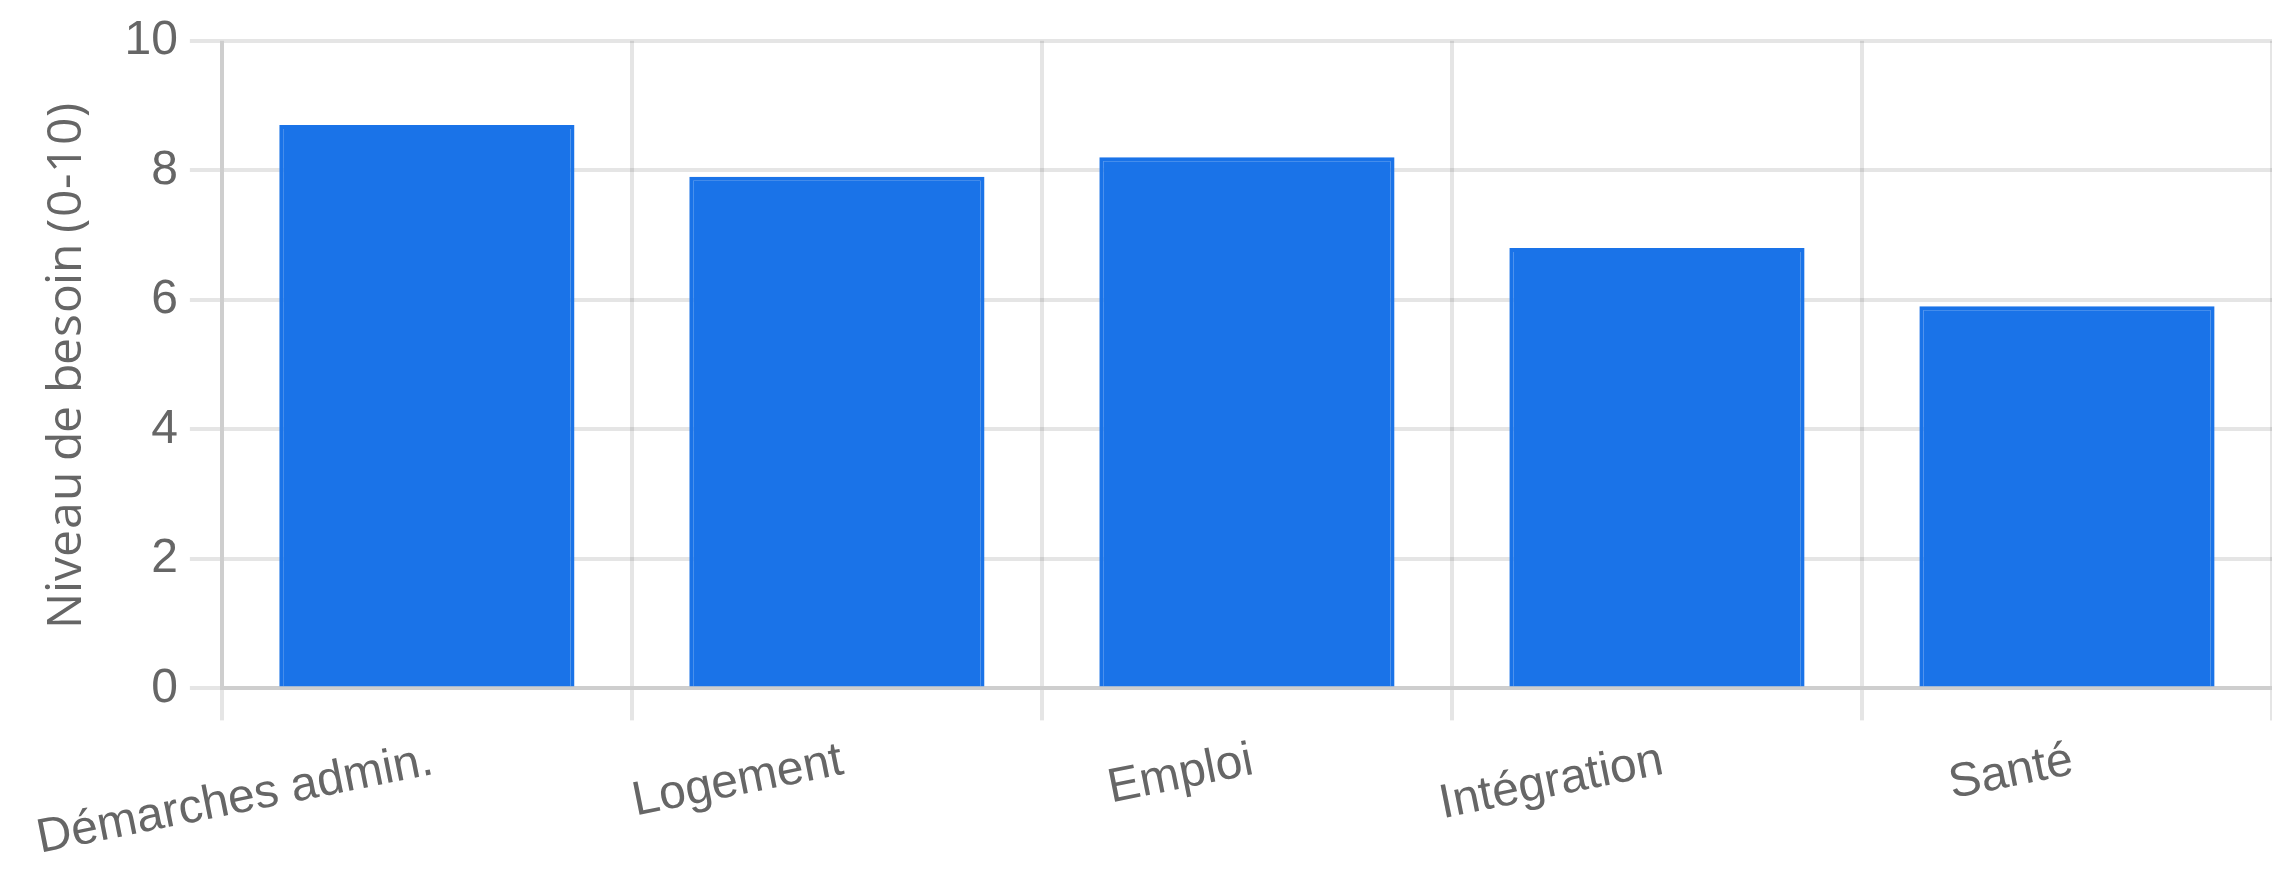 Niveau de besoin (0-10)
10
8
6
4
2
0
Démarches admin.
Logement
Emploi
Intégration
Santé